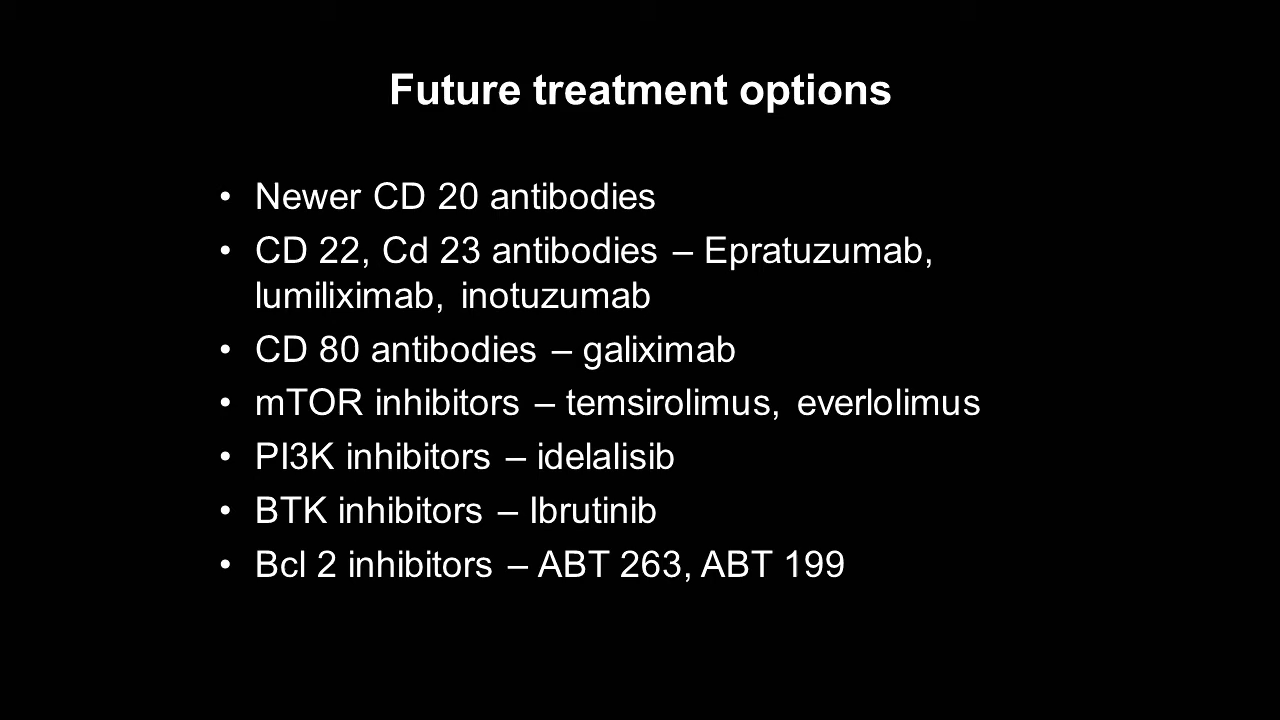 Future treatment options
• Newer CD 20 antibodies
• CD 22, Cd 23 antibodies – Epratuzumab,
lumiliximab, inotuzumab
• CD 80 antibodies – galiximab
• mTOR inhibitors – temsirolimus, everlolimus
• PI3K inhibitors – idelalisib
• BTK inhibitors – Ibrutinib
• Bcl 2 inhibitors – ABT 263, ABT 199